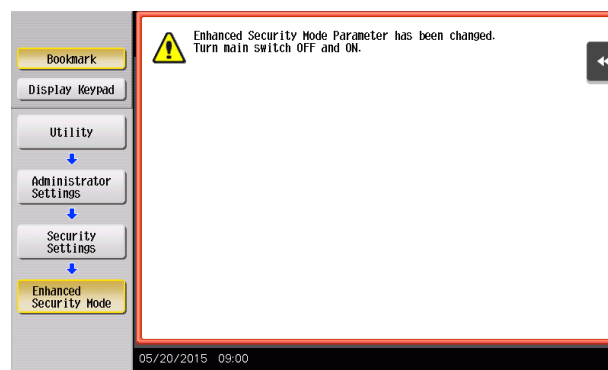 Enhanced Security Mode Parameter has been changed.
Turn main switch OFF and ON.
Bookmark
Display Keypad
Utility
Administrator
Settings
Security
Settings
Enhanced
Security Mode
05/20/2015 09:00